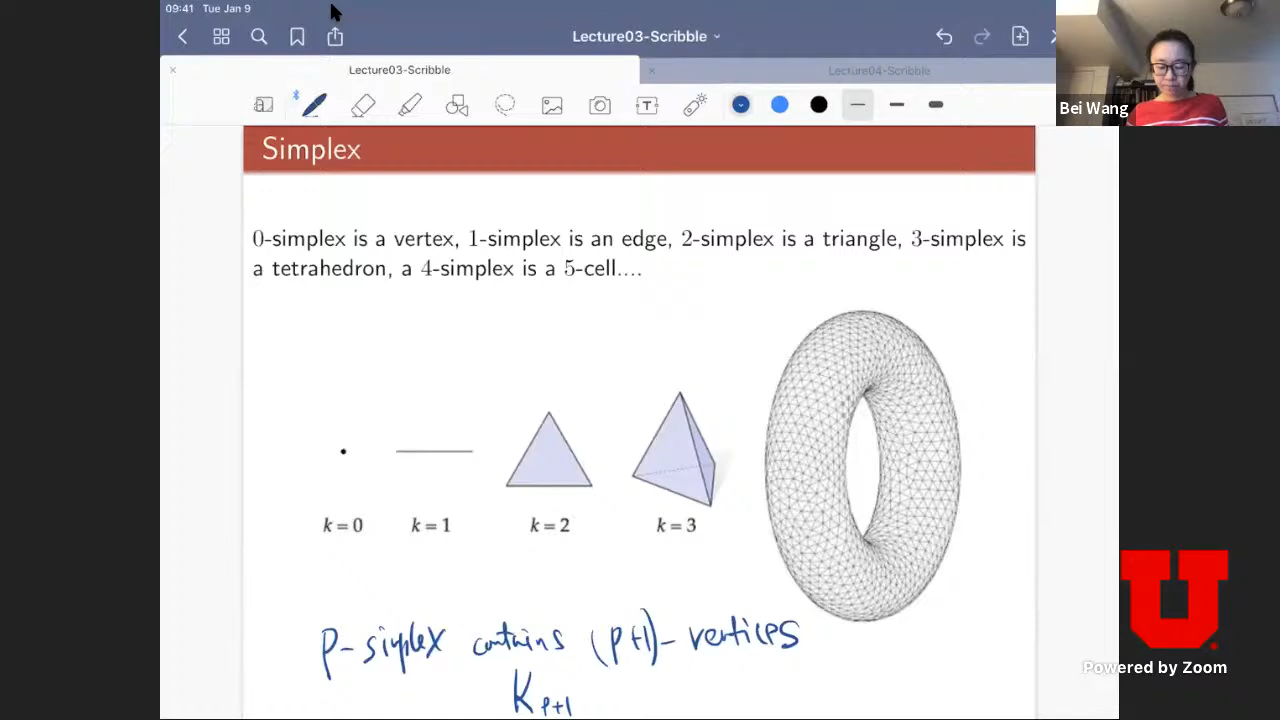 09:41 Tue Jan 9
Lecture03-Scribble
Lecture03-Scribble
Lecture04-Scribble
T
Bei Wang
Simplex
0-simplex is a vertex, 1-simplex is an edge, 2-simplex is a triangle, 3-simplex is
a tetrahedron, a 4-simplex is a 5-cell....
k = 0
k = 1
k = 2
k = 3
p-simplex contains (p+1)-vertices
K p+1
U
Powered by Zoom